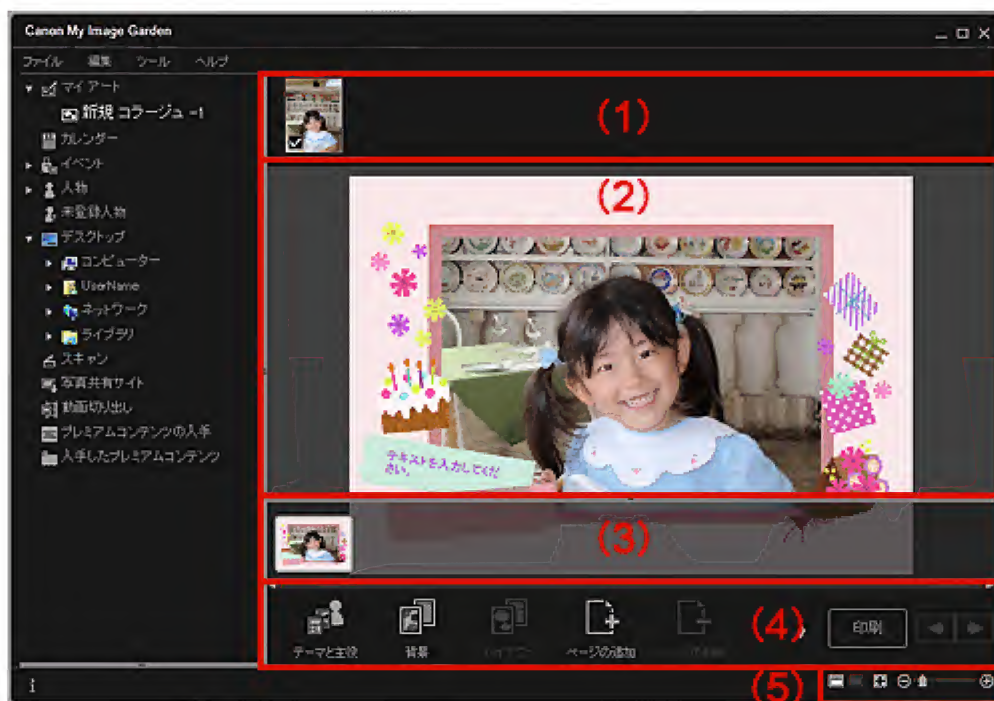 Canon My Image Garden
ファイル 編集 ツール ヘルプ
マイ アート
新規 コラージュ -1
カレンダー
イベント
人物
未登録人物
デスクトップ
コンピューター
UserName
ネットワーク
ライブラリ
スキャン
写真共有サイト
動画切り出し
プレミアムコンテンツの入手
入手したプレミアムコンテンツ
(1)
(2)
テキストを入力してくだ
さい。
(3)
テーマと主役 背景 レイアウト ページの追加
(4)
印刷
(5)